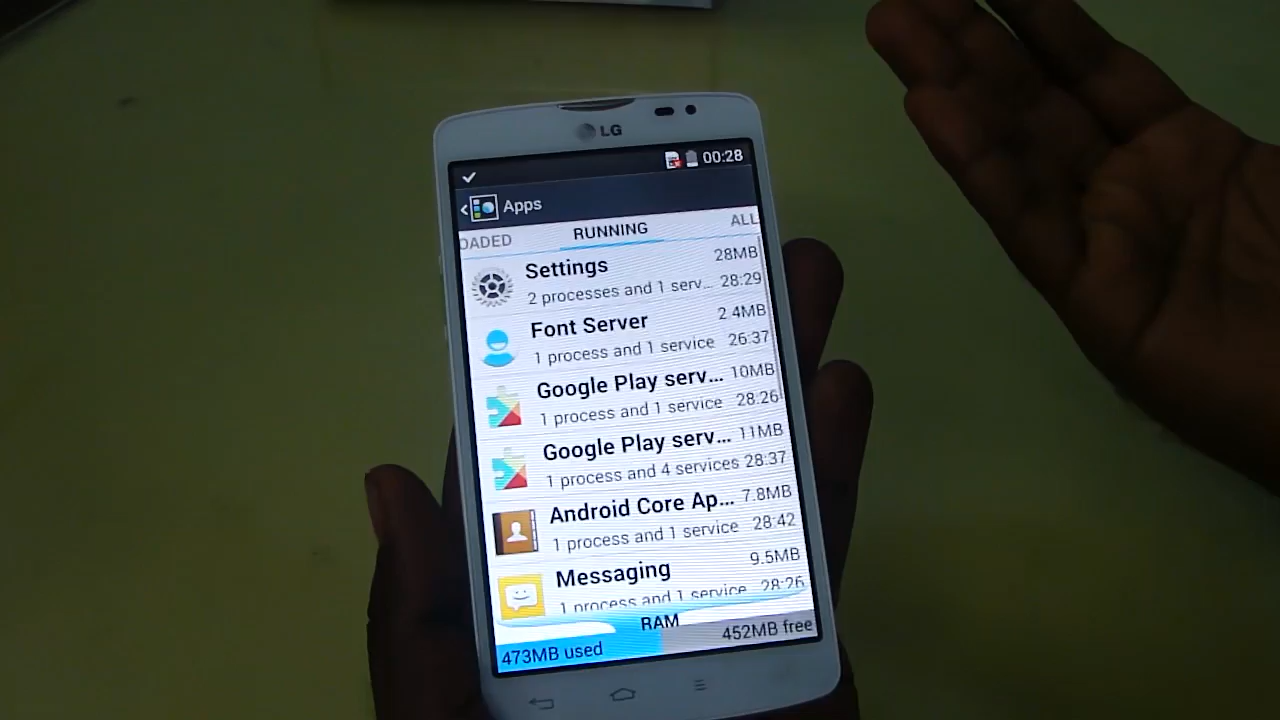 LG
00:28
Apps
OADED RUNNING ALL
Settings 28MB
2 processes and 1 serv... 28:29
Font Server 2.4MB
1 process and 1 service 26:37
Google Play serv... 10MB
1 process and 1 service 28:26
Google Play serv... 11MB
1 process and 4 services 28:37
Android Core Ap... 7.8MB
1 process and 1 service 28:42
Messaging 9.5MB
1 process and 1 service 28:26
RAM
473MB used 452MB free